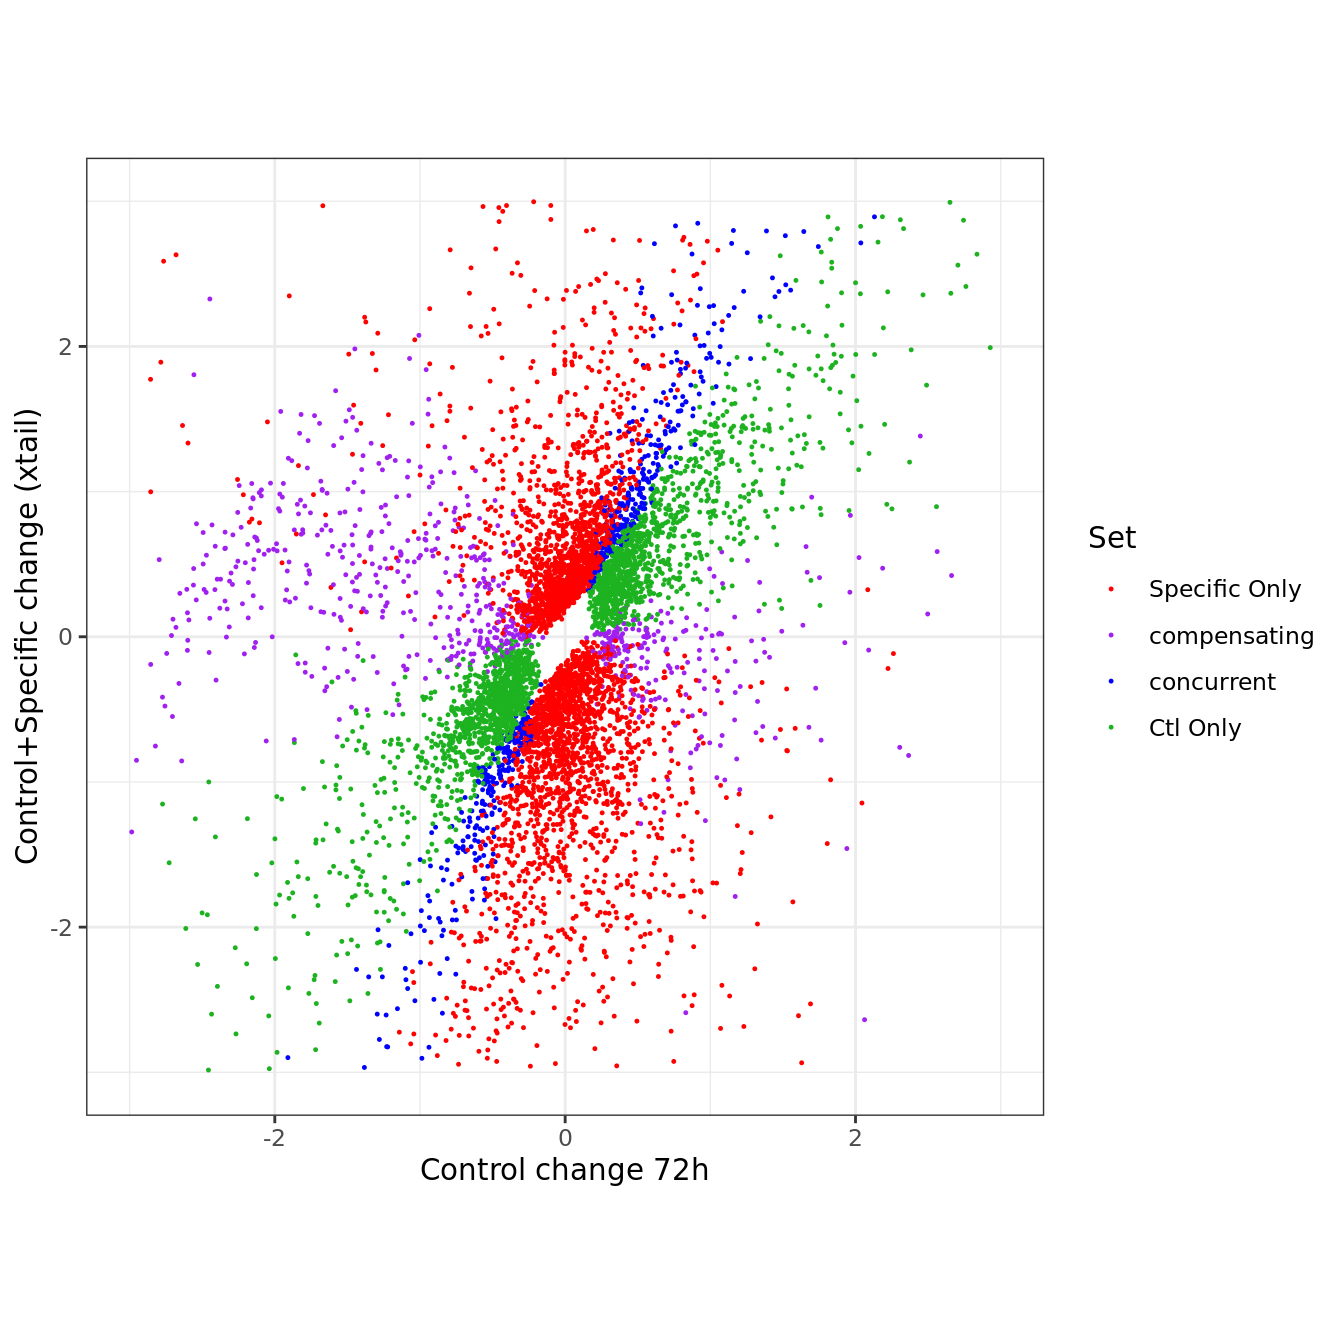 Control+Specific change (xtail)
2
0
-2
-2
0
2
Control change 72h
Set
Specific Only
compensating
concurrent
Ctl Only